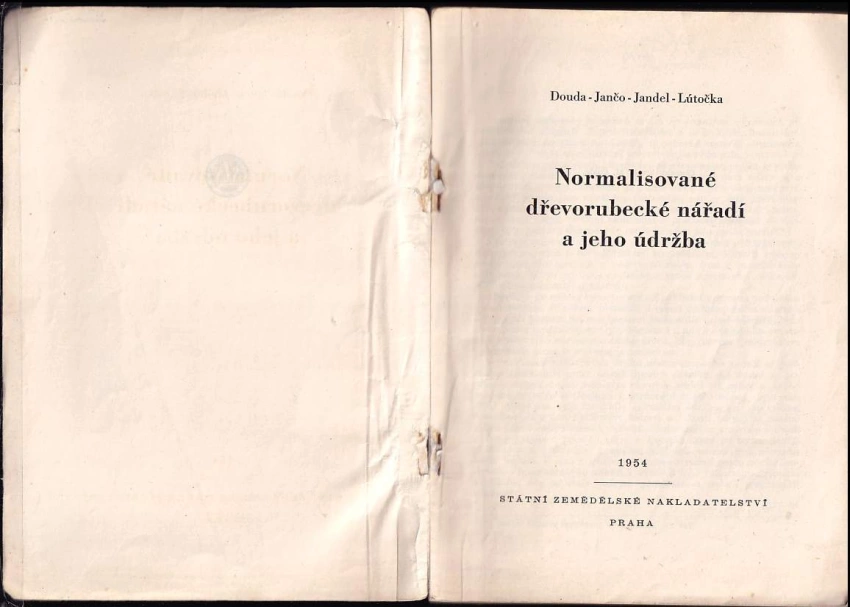 Douda - Jančo - Jandel - Lútočka
Normalisované
dřevorubecké nářadí
a jeho údržba
1954
STÁTNÍ ZEMĚDĚLSKÉ NAKLADATELSTVÍ
PRAHA